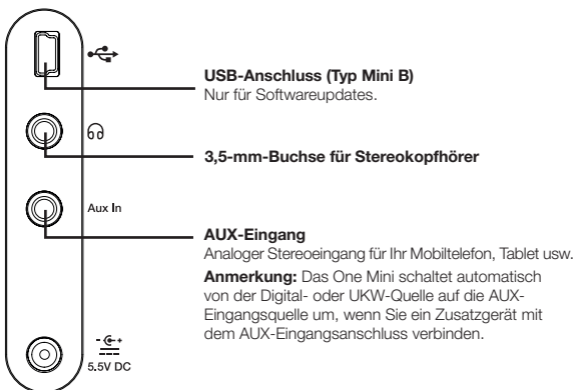 USB-Anschluss (Typ Mini B)
Nur für Softwareupdates.
3,5-mm-Buchse für Stereokopfhörer
Aux In
AUX-Eingang
Analoger Stereoeingang für Ihr Mobiltelefon, Tablet usw.
Anmerkung: Das One Mini schaltet automatisch
von der Digital- oder UKW-Quelle auf die AUX-
Eingangsquelle um, wenn Sie ein Zusatzgerät mit
dem AUX-Eingangsanschluss verbinden.
5.5V DC